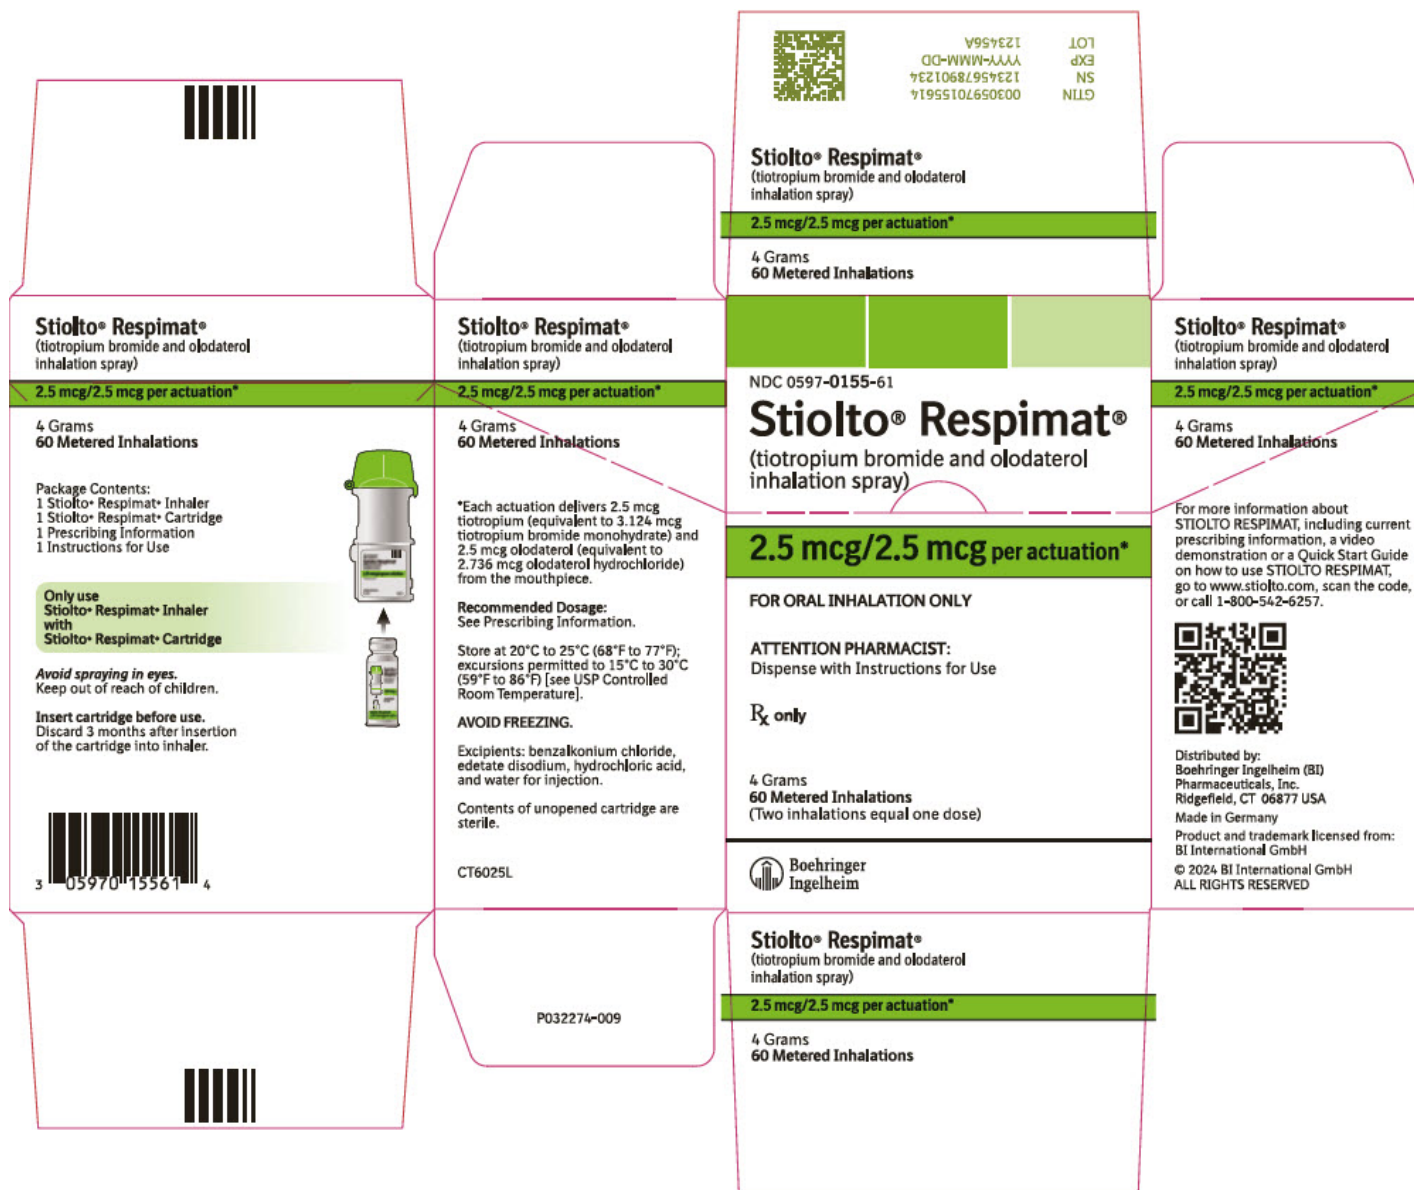 LOT 123456A
EXP YYYY-MMM-DD
SN 12345678901234
GTIN 00305970155614
Stiolto® Respimat®
(tiotropium bromide and olodaterol
inhalation spray)
2.5 mcg/2.5 mcg per actuation*
4 Grams
60 Metered Inhalations
Stiolto® Respimat®
(tiotropium bromide and olodaterol
inhalation spray)
2.5 mcg/2.5 mcg per actuation*
4 Grams
60 Metered Inhalations
Package Contents:
1 Stiolto® Respimat® Inhaler
1 Stiolto® Respimat® Cartridge
1 Prescribing Information
1 Instructions for Use
Only use
Stiolto® Respimat® Inhaler
with
Stiolto® Respimat® Cartridge
Avoid spraying in eyes.
Keep out of reach of children.
Insert cartridge before use.
Discard 3 months after insertion
of the cartridge into inhaler.
3 05970 15561 4
Stiolto® Respimat®
(tiotropium bromide and olodaterol
inhalation spray)
2.5 mcg/2.5 mcg per actuation*
4 Grams
60 Metered Inhalations
*Each actuation delivers 2.5 mcg
tiotropium (equivalent to 3.124 mcg
tiotropium bromide monohydrate) and
2.5 mcg olodaterol (equivalent to
2.736 mcg olodaterol hydrochloride)
from the mouthpiece.
Recommended Dosage:
See Prescribing Information.
Store at 20°C to 25°C (68°F to 77°F);
excursions permitted to 15°C to 30°C
(59°F to 86°F) [see USP Controlled
Room Temperature].
AVOID FREEZING.
Excipients: benzalkonium chloride,
edetate disodium, hydrochloric acid,
and water for injection.
Contents of unopened cartridge are
sterile.
CT6025L
P032274-009
NDC 0597-0155-61
Stiolto® Respimat®
(tiotropium bromide and olodaterol
inhalation spray)
2.5 mcg/2.5 mcg per actuation*
FOR ORAL INHALATION ONLY
ATTENTION PHARMACIST:
Dispense with Instructions for Use
Rx only
4 Grams
60 Metered Inhalations
(Two inhalations equal one dose)
Boehringer
Ingelheim
Stiolto® Respimat®
(tiotropium bromide and olodaterol
inhalation spray)
2.5 mcg/2.5 mcg per actuation*
4 Grams
60 Metered Inhalations
Stiolto® Respimat®
(tiotropium bromide and olodaterol
inhalation spray)
2.5 mcg/2.5 mcg per actuation*
4 Grams
60 Metered Inhalations
For more information about
STIOLTO RESPIMAT, including current
prescribing information, a video
demonstration or a Quick Start Guide
on how to use STIOLTO RESPIMAT,
go to www.stiolto.com, scan the code,
or call 1-800-542-6257.
Distributed by:
Boehringer Ingelheim (BI)
Pharmaceuticals, Inc.
Ridgefield, CT 06877 USA
Made in Germany
Product and trademark licensed from:
BI International GmbH
© 2024 BI International GmbH
ALL RIGHTS RESERVED